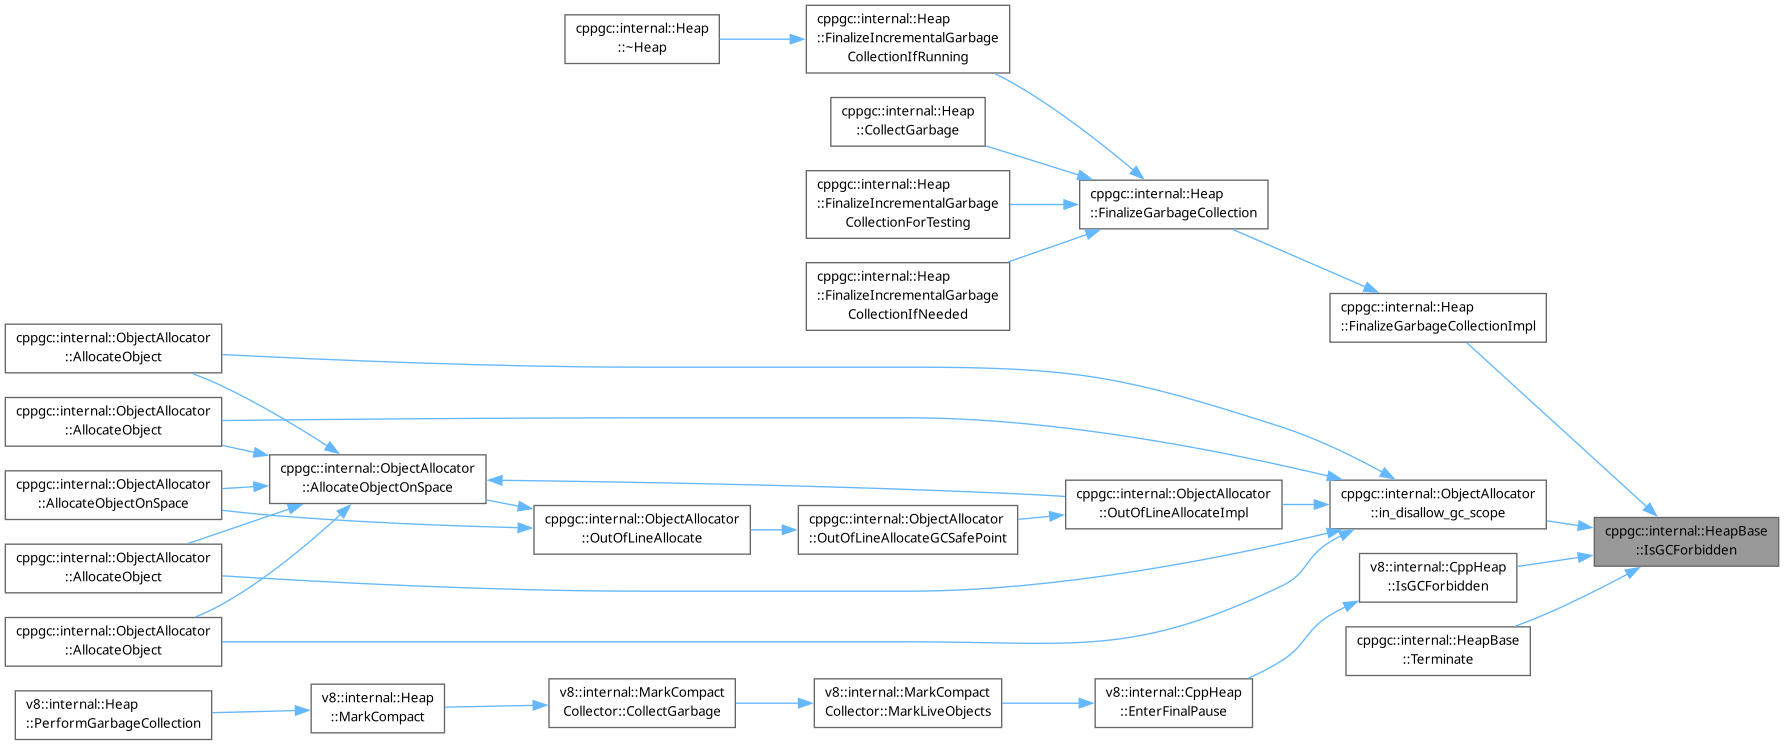 cppgc::internal::Heap
::~Heap
cppgc::internal::Heap
::FinalizeIncrementalGarbage
CollectionIfRunning
cppgc::internal::Heap
::CollectGarbage
cppgc::internal::Heap
::FinalizeIncrementalGarbage
CollectionForTesting
cppgc::internal::Heap
::FinalizeGarbageCollection
cppgc::internal::Heap
::FinalizeIncrementalGarbage
CollectionIfNeeded
cppgc::internal::Heap
::FinalizeGarbageCollectionImpl
cppgc::internal::ObjectAllocator
::AllocateObject
cppgc::internal::ObjectAllocator
::AllocateObject
cppgc::internal::ObjectAllocator
::AllocateObjectOnSpace
cppgc::internal::ObjectAllocator
::AllocateObjectOnSpace
cppgc::internal::ObjectAllocator
::OutOfLineAllocate
cppgc::internal::ObjectAllocator
::OutOfLineAllocateGCSafePoint
cppgc::internal::ObjectAllocator
::OutOfLineAllocateImpl
cppgc::internal::ObjectAllocator
::in_disallow_gc_scope
cppgc::internal::HeapBase
::IsGCForbidden
cppgc::internal::ObjectAllocator
::AllocateObject
v8::internal::CppHeap
::IsGCForbidden
cppgc::internal::ObjectAllocator
::AllocateObject
cppgc::internal::HeapBase
::Terminate
v8::internal::Heap
::PerformGarbageCollection
v8::internal::Heap
::MarkCompact
v8::internal::MarkCompact
Collector::CollectGarbage
v8::internal::MarkCompact
Collector::MarkLiveObjects
v8::internal::CppHeap
::EnterFinalPause